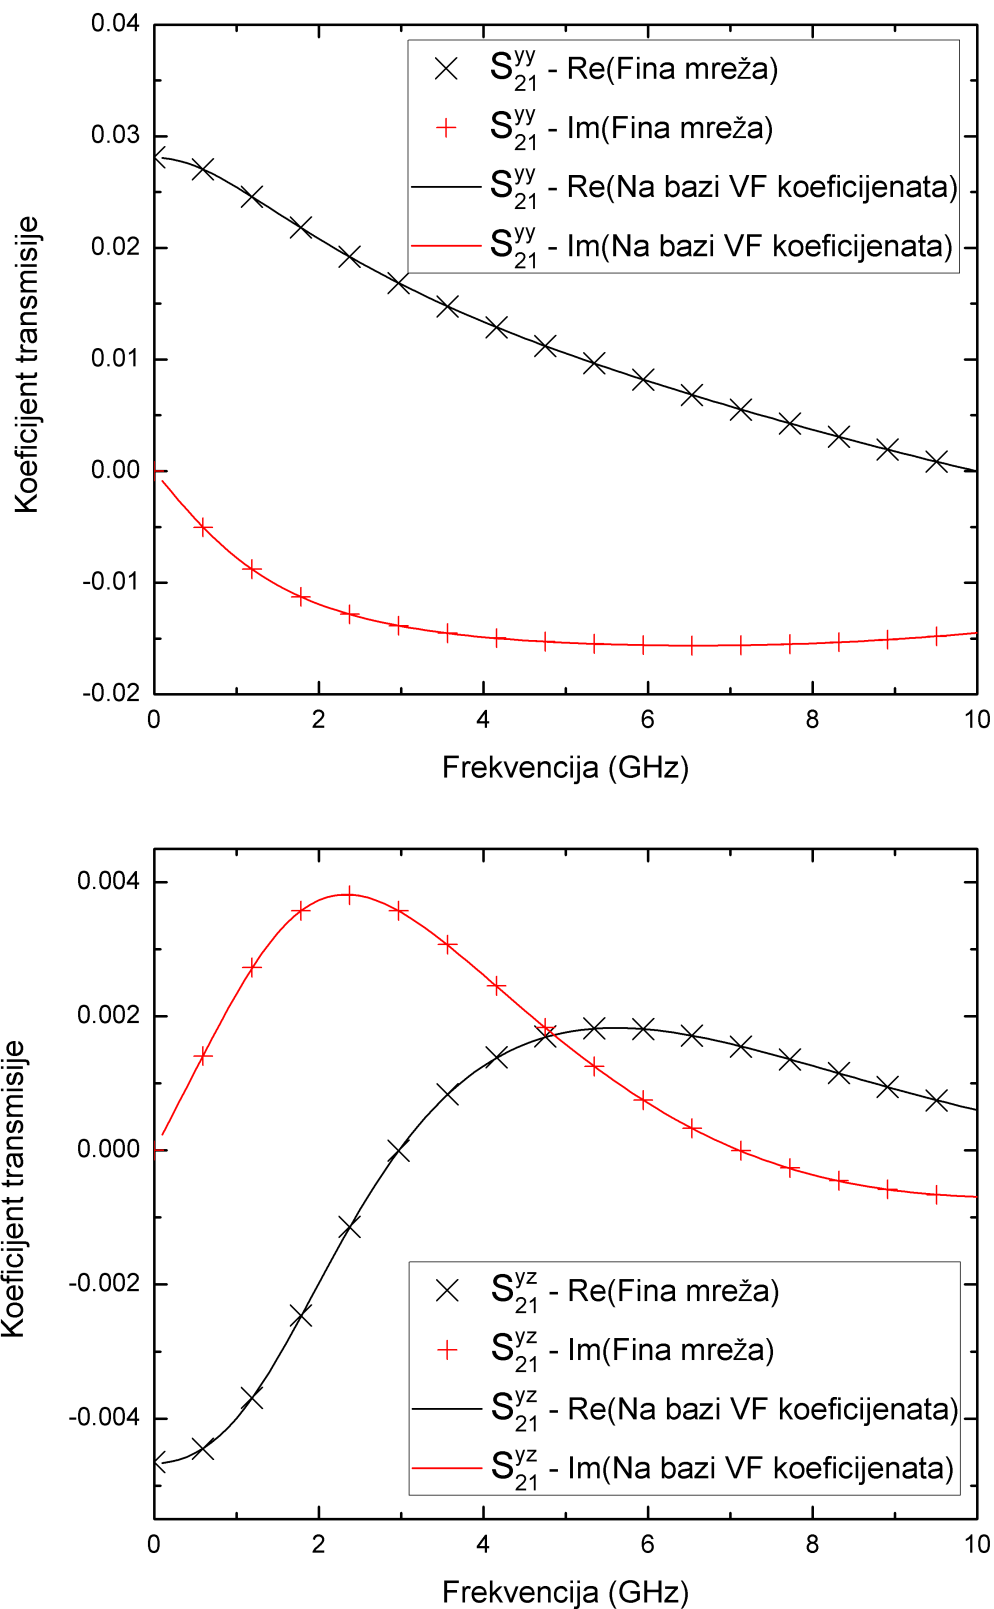 0.04
0.03
0.02
0.01
0.00
-0.01
-0.02
Koeficijent transmisije
S21yy - Re(Fina mreža)
S21yy - Im(Fina mreža)
S21yy - Re(Na bazi VF koeficijenata)
S21yy - Im(Na bazi VF koeficijenata)
0 2 4 6 8 10
Frekvencija (GHz)
0.004
0.002
0.000
-0.002
-0.004
Koeficijent transmisije
S21yz - Re(Fina mreža)
S21yz - Im(Fina mreža)
S21yz - Re(Na bazi VF koeficijenata)
S21yz - Im(Na bazi VF koeficijenata)
0 2 4 6 8 10
Frekvencija (GHz)